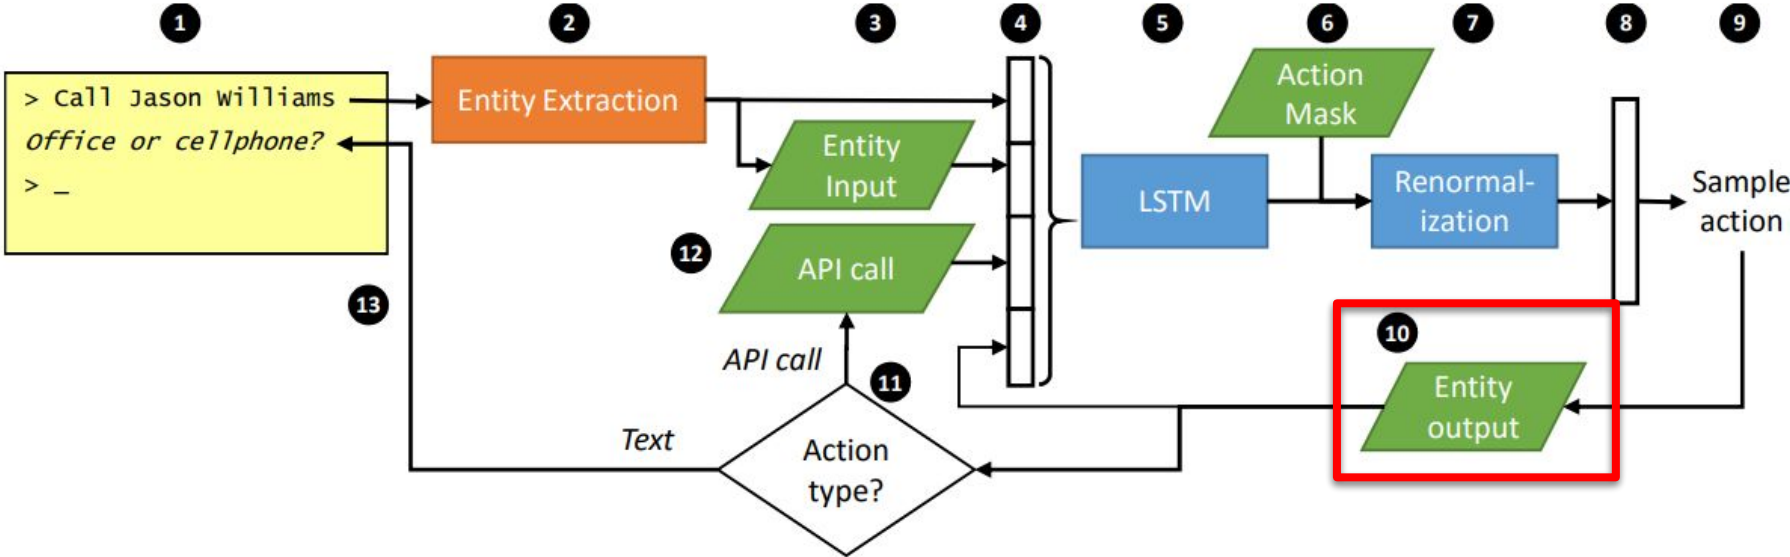 1 2 3 4 5 6 7 8 9
> Call Jason Williams
Office or cellphone?
> _
Entity Extraction
Entity
Input
12
API call
LSTM
Action
Mask
Renormal-
ization
Sample
action
13
API call
11
Text
Action
type?
10
Entity
output